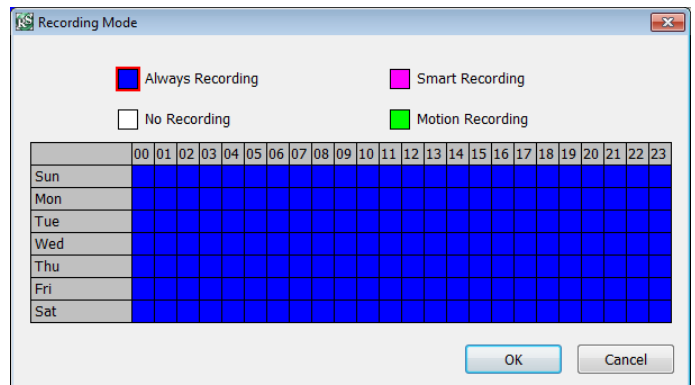 RS Recording Mode
Always Recording Smart Recording
No Recording Motion Recording
00 01 02 03 04 05 06 07 08 09 10 11 12 13 14 15 16 17 18 19 20 21 22 23
Sun
Mon
Tue
Wed
Thu
Fri
Sat
OK Cancel